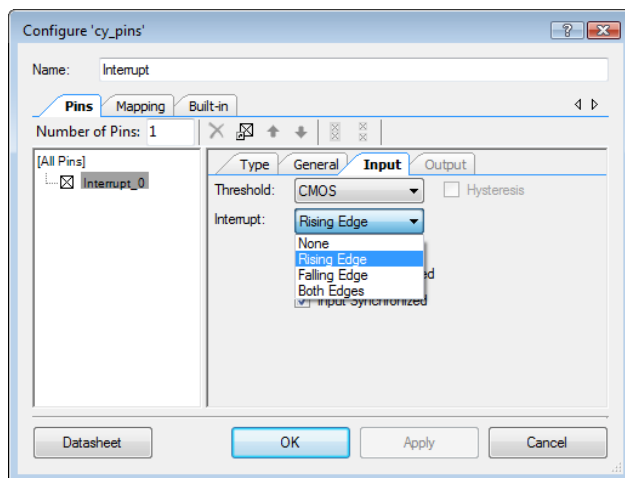 Configure 'cy_pins'
Name: Interrupt
Pins Mapping Built-in
Number of Pins: 1
[All Pins]
Interrupt_0
Type General Input Output
Threshold: CMOS Hysteresis
Interrupt: Rising Edge
None
Rising Edge
Falling Edge
Both Edges
Input Synchronized
Datasheet OK Apply Cancel